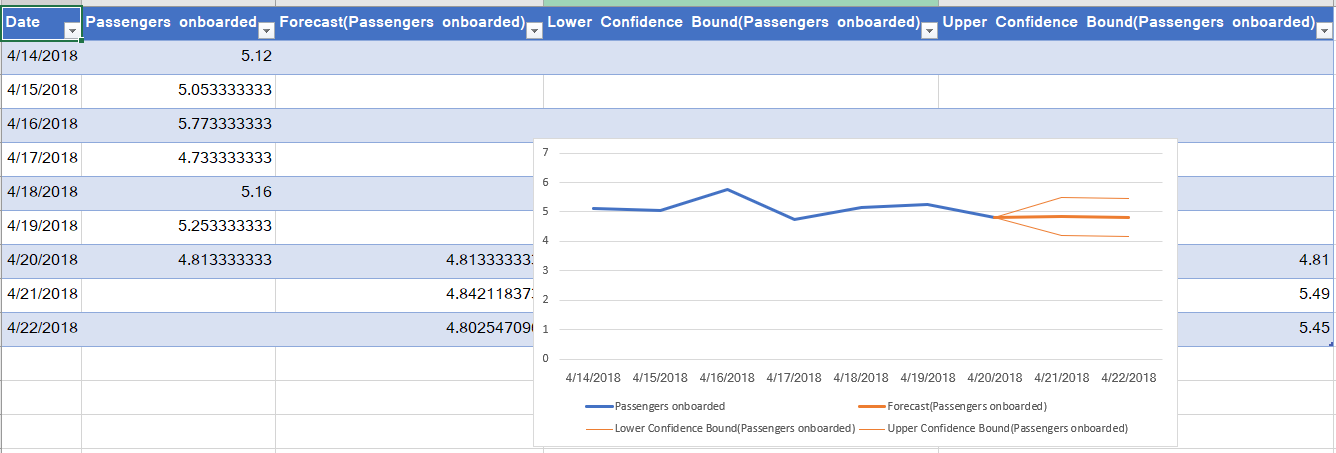 Date Passengers onboarded Forecast(Passengers onboarded) Lower Confidence Bound(Passengers onboarded) Upper Confidence Bound(Passengers onboarded)
4/14/2018 5.12
4/15/2018 5.053333333
4/16/2018 5.773333333
4/17/2018 4.733333333
4/18/2018 5.16
4/19/2018 5.253333333
4/20/2018 4.813333333 4.813333333 4.81
4/21/2018 4.842118373 5.49
4/22/2018 4.802547096 5.45
7
6
5
4
3
2
1
0
4/14/2018 4/15/2018 4/16/2018 4/17/2018 4/18/2018 4/19/2018 4/20/2018 4/21/2018 4/22/2018
Passengers onboarded Forecast(Passengers onboarded)
Lower Confidence Bound(Passengers onboarded) Upper Confidence Bound(Passengers onboarded)